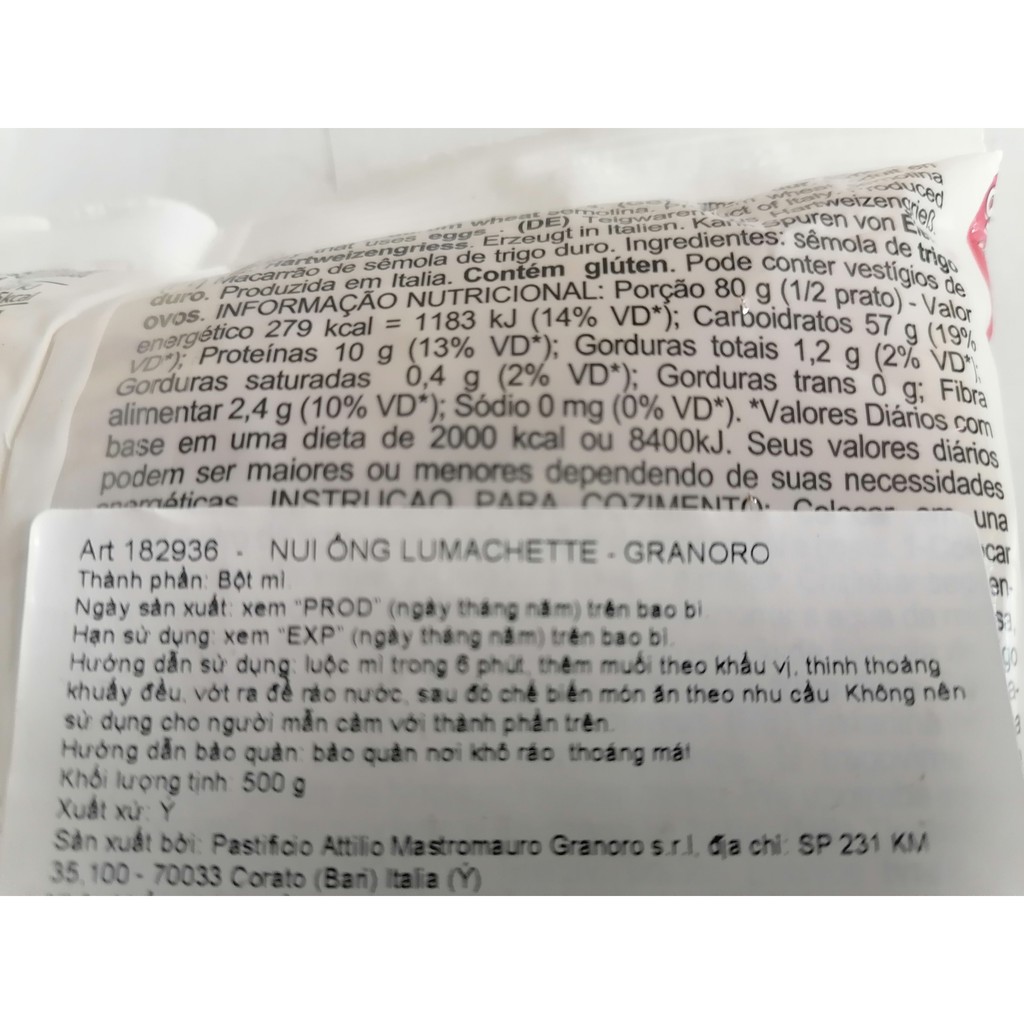 wheat semolina
that uses eggs. (DE) Teigwaren
Hartweizengriess. Erzeugt in Italien. Spuren von
Macarrão de sêmola de trigo duro. Ingredientes: sêmola de trigo
duro. Produzida em Italia. Contém glúten. Pode conter vestígios de
ovos. INFORMAÇÃO NUTRICIONAL: Porção 80 g (1/2 prato) - Valor
energético 279 kcal = 1183 kJ (14% VD*); Carboidratos 57 g (19%
VD*); Proteínas 10 g (13% VD*); Gorduras totais 1,2 g (2% VD*);
Gorduras saturadas 0,4 g (2% VD*); Gorduras trans 0 g; Fibra
alimentar 2,4 g (10% VD*); Sódio 0 mg (0% VD*). *Valores Diários com
base em uma dieta de 2000 kcal ou 8400kJ. Seus valores diários
podem ser maiores ou menores dependendo de suas necessidades
energéticas INSTRUÇAO PARA COZIMENTO: Colocar em una
Art 182936 - NUI ỐNG LUMACHETTE - GRANORO
Thành phần: Bột mì.
Ngày sản xuất: xem "PROD" (ngày tháng năm) trên bao bì.
Hạn sử dụng: xem "EXP" (ngày tháng năm) trên bao bì.
Hướng dẫn sử dụng: luộc mì trong 6 phút, thêm muối theo khẩu vị, thinh thoảng
khuấy đều, vớt ra để ráo nước, sau đó chế biến món ăn theo nhu cầu Không nên
sử dụng cho người mẫn cảm với thành phần trên.
Hướng dẫn bảo quản: bảo quản nơi khô ráo thoáng mát
Khối lượng tịnh 500 g
Xuất xứ: Ý
Sản xuất bởi: Pastificio Attilio Mastromauro Granoro s.r.l, địa chỉ: SP 231 KM
35,100 - 70033 Corato (Bari) Italia (Ý)